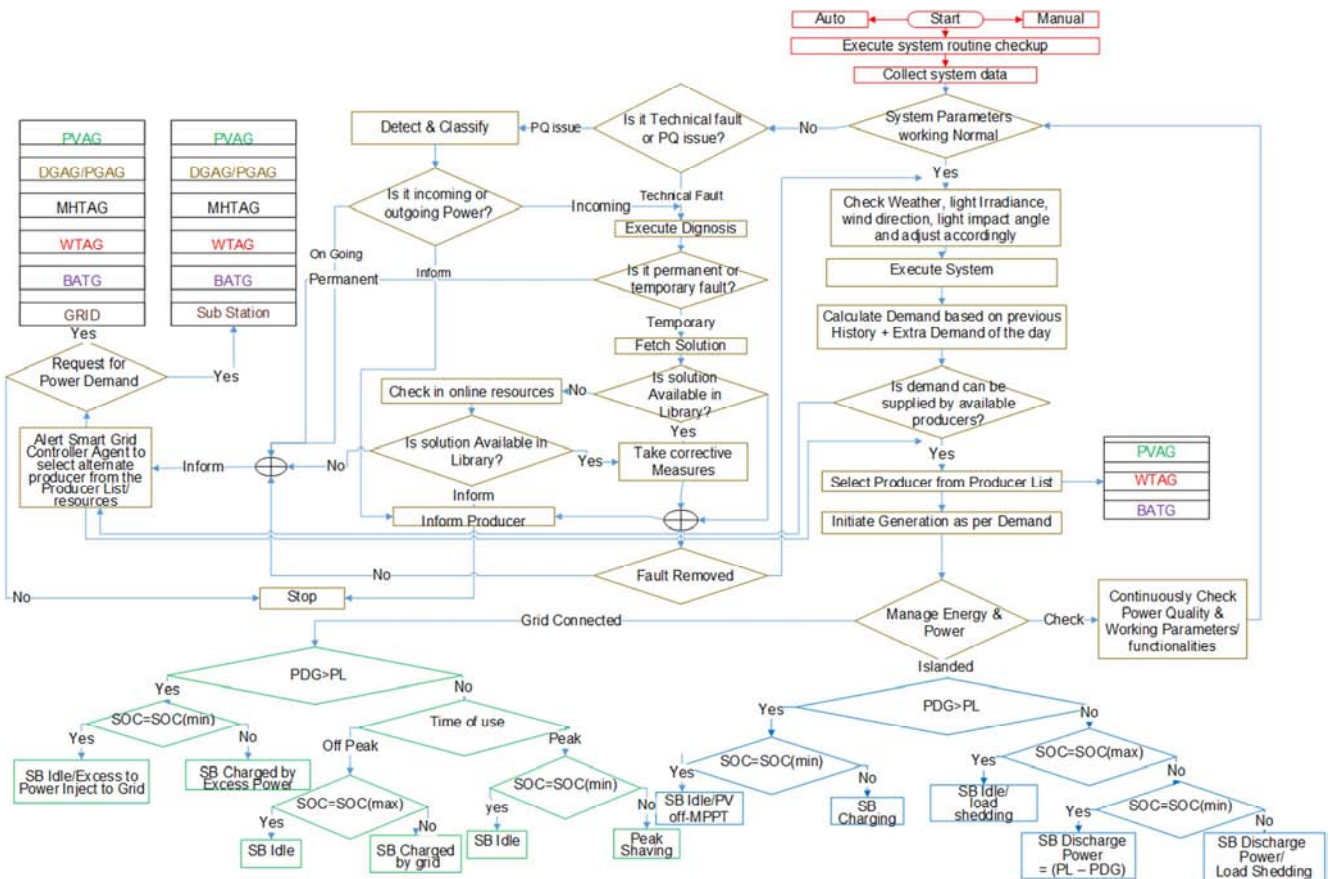 Auto
Start
Manual
Execute system routine checkup
Collect system data
System Parameters
working Normal
No
Is it Technical fault
or PQ issue?
PQ issue
Detect & Classify
PVAG
DGAG/PGAG
MHTAG
WTAG
BATG
GRID
PVAG
DGAG/PGAG
MHTAG
WTAG
BATG
Sub Station
Is it incoming or
outgoing Power?
Incoming
Technical Fault
Execute Dignosis
Yes
Check Weather, light Irradiance,
wind direction, light impact angle
and adjust accordingly
Execute System
On Going
Permanent
Inform
Is it permanent or
temporary fault?
Temporary
Fetch Solution
Calculate Demand based on previous
History + Extra Demand of the day
Yes
Request for
Power Demand
Yes
Is solution
Available in
Library?
No
Check in online resources
Is demand can be
supplied by available
producers?
Alert Smart Grid
Controller Agent to
select alternate
producer from the
Producer List/
resources
Inform
No
Is solution Available in
Library?
Yes
Yes
Take corrective
Measures
Inform
Inform Producer
Yes
Select Producer from Producer List
PVAG
WTAG
BATG
Initiate Generation as per Demand
No
Stop
No
Fault Removed
Manage Energy &
Power
Check
Continuously Check
Power Quality &
Working Parameters/
functionalities
Grid Connected
Islanded
PDG>PL
Yes
No
SOC=SOC(min)
Yes
No
SB Idle/Excess to
Power Inject to Grid
SB Charged by
Excess Power
Time of use
Off Peak
Peak
SOC=SOC(max)
Yes
No
SB Idle
SB Charged
by grid
SOC=SOC(min)
yes
No
SB Idle
Peak
Shaving
PDG>PL
Yes
No
SOC=SOC(min)
Yes
No
SB Idle/PV
off-MPPT
SB
Charging
SOC=SOC(max)
SB Idle/
load
shedding
SOC=SOC(min)
Yes
No
SB Discharge
Power
= (PL – PDG)
SB Discharge
Power/
Load Shedding